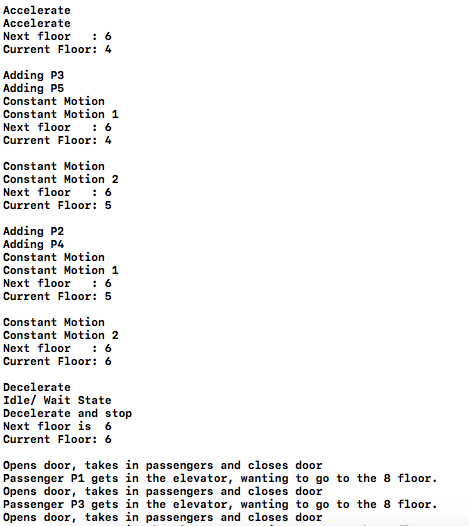 Accelerate
Accelerate
Next floor   : 6
Current Floor: 4

Adding P3
Adding P5
Constant Motion
Constant Motion 1
Next floor   : 6
Current Floor: 4

Constant Motion
Constant Motion 2
Next floor   : 6
Current Floor: 5

Adding P2
Adding P4
Constant Motion
Constant Motion 1
Next floor   : 6
Current Floor: 5

Constant Motion
Constant Motion 2
Next floor   : 6
Current Floor: 6

Decelerate
Idle/ Wait State
Decelerate and stop
Next floor is  6
Current Floor: 6

Opens door, takes in passengers and closes door
Passenger P1 gets in the elevator, wanting to go to the 8 floor.
Opens door, takes in passengers and closes door
Passenger P3 gets in the elevator, wanting to go to the 8 floor.
Opens door, takes in passengers and closes door